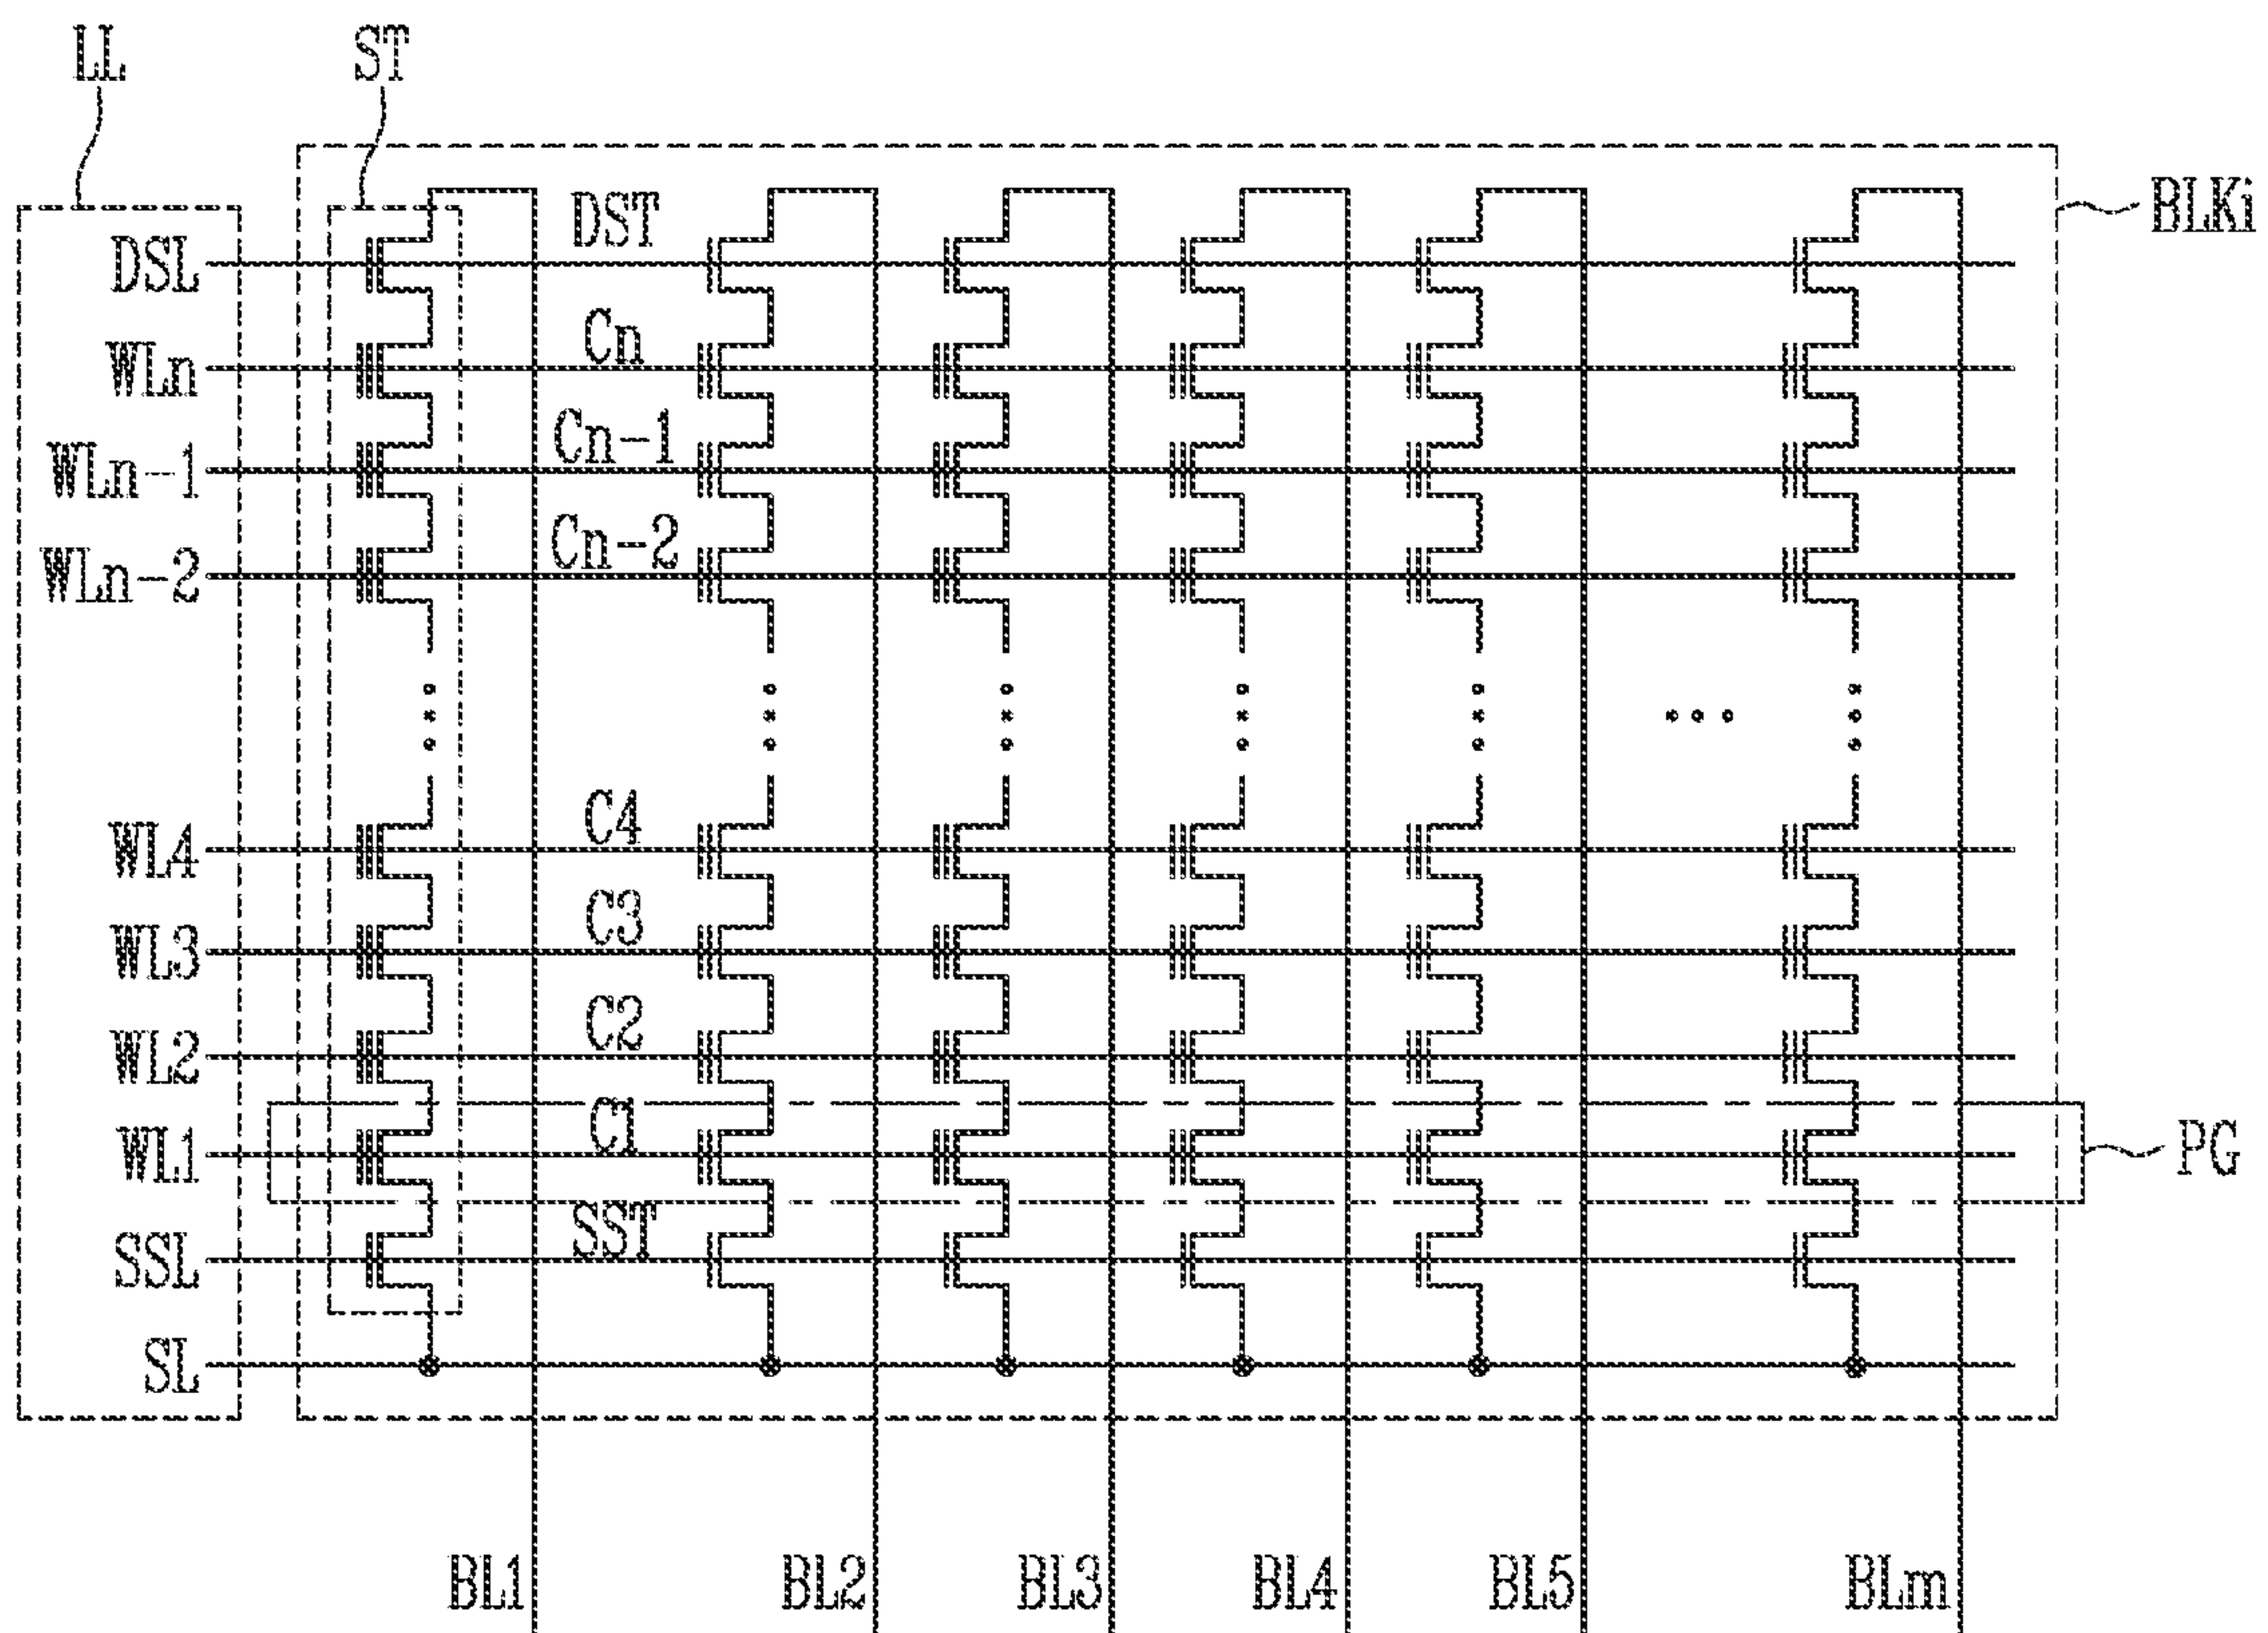 LL ST
BLKi
DSL DST
WLn Cn
WLn-1 Cn-1
WLn-2 Cn-2
WL4 C4
WL3 C3
WL2 C2
WL1 C1 PG
SSL SST
SL
BL1 BL2 BL3 BL4 BL5 BLm